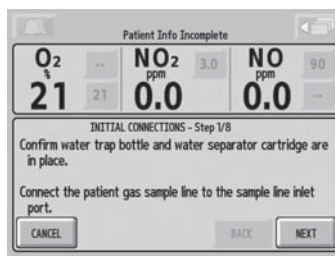 Patient Info Incomplete
O2 NO2 NO
% ppm ppm
-- 3.0 90
21 21 0.0 0.0 --
INITIAL CONNECTIONS - Step 1/8
Confirm water trap bottle and water separator cartridge are
in place.
Connect the patient gas sample line to the sample line inlet
port.
CANCEL BACK NEXT